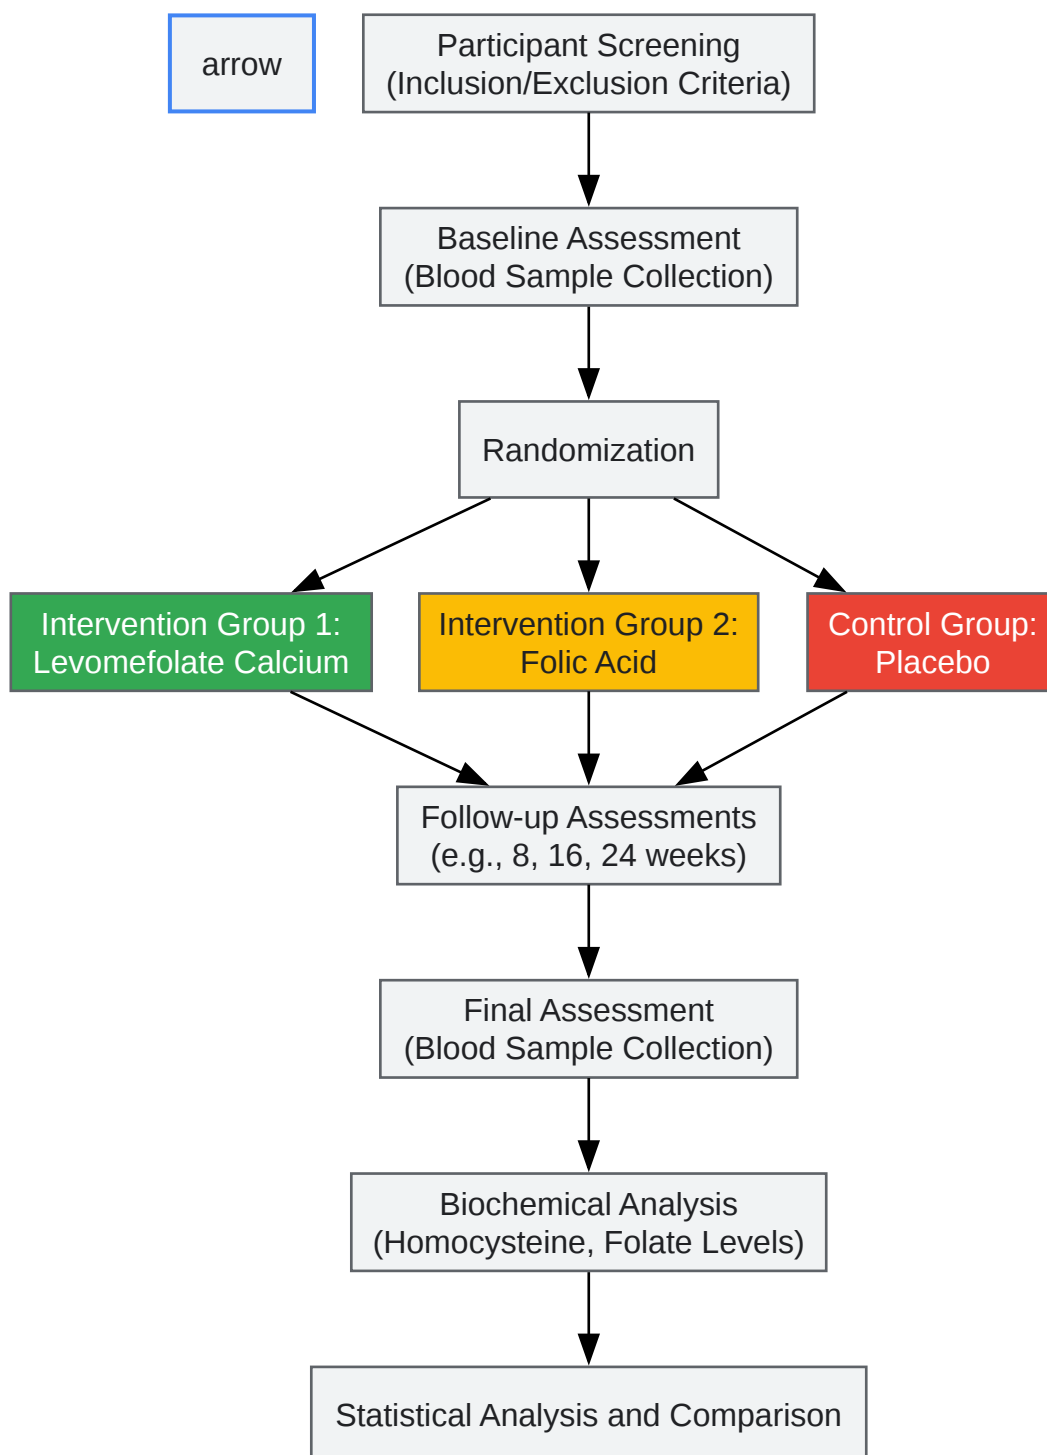 arrow
Participant Screening
(Inclusion/Exclusion Criteria)
Baseline Assessment
(Blood Sample Collection)
Randomization
Intervention Group 1:
Levomefolate Calcium
Intervention Group 2:
Folic Acid
Control Group:
Placebo
Follow-up Assessments
(e.g., 8, 16, 24 weeks)
Final Assessment
(Blood Sample Collection)
Biochemical Analysis
(Homocysteine, Folate Levels)
Statistical Analysis and Comparison